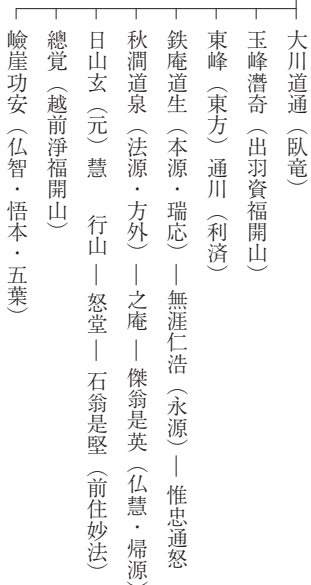 大川道通（臥竜）
玉峰潛奇（出羽資福開山）
東峰（東方）通川（利済）
鉄庵道生（本源・瑞応）― 無涯仁浩（永源）― 惟忠通恕
秋澗道泉（法源・方外）― 之庵 ― 傑翁是英（仏慧・帰源）
日山玄（元）慧　行山 ― 怒堂 ― 石翁是堅（前住妙法）
總覚（越前淨福開山）
嶮崖功安（仏智・悟本・五葉）